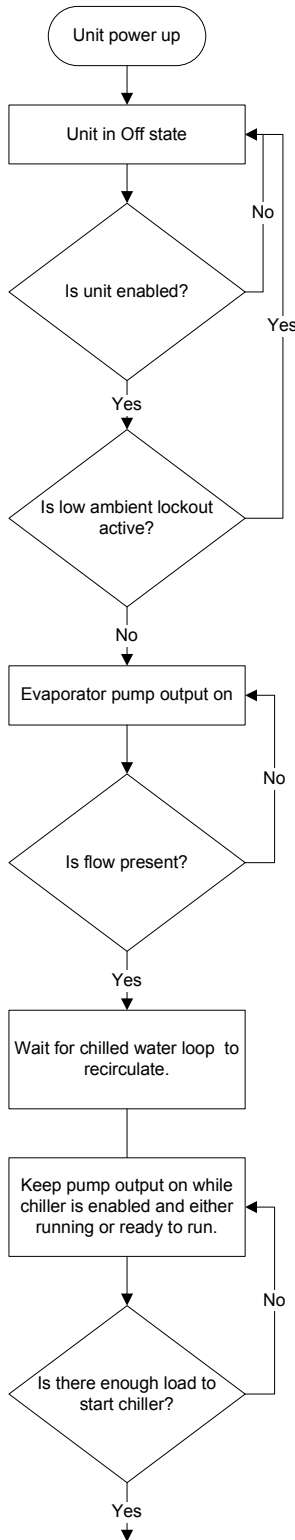 Unit power up
Unit in Off state
No
Is unit enabled?
Yes
Yes
Is low ambient lockout
active?
No
Evaporator pump output on
No
Is flow present?
Yes
Wait for chilled water loop to
recirculate.
Keep pump output on while
chiller is enabled and either
running or ready to run.
No
Is there enough load to
start chiller?
Yes